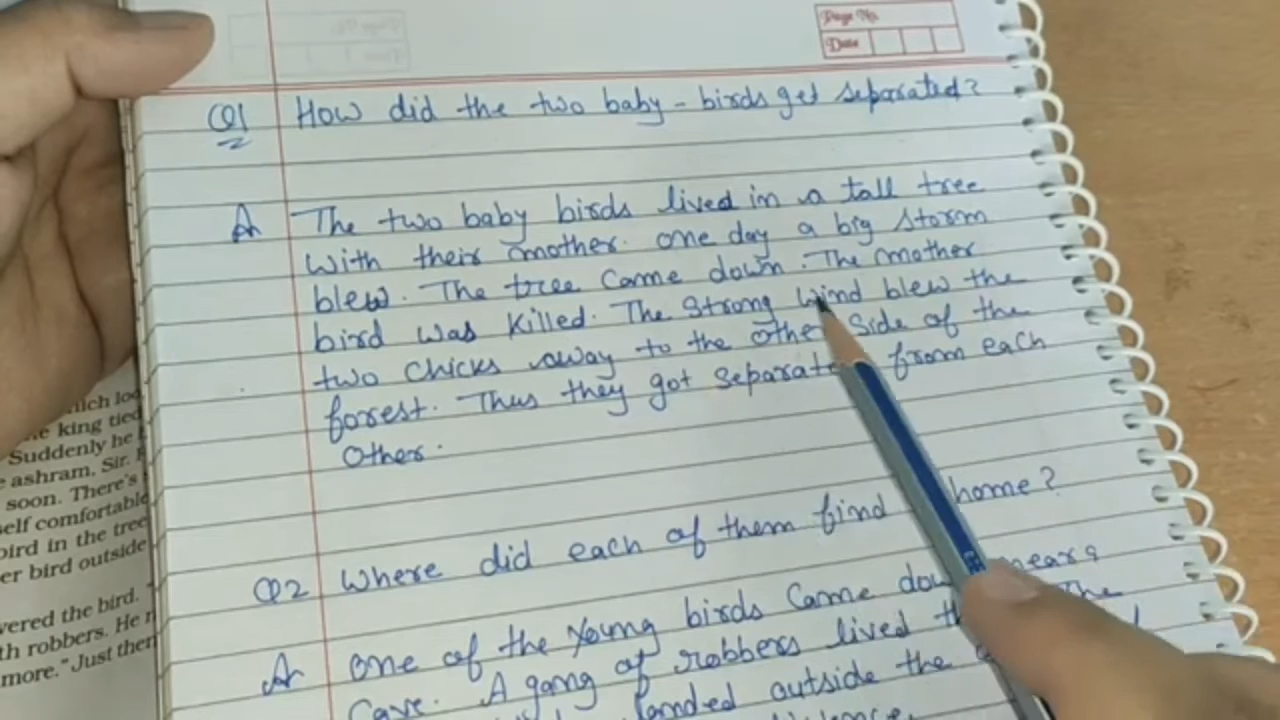 Page No.
Date
Q1 How did the two baby - birds get separated?
A The two baby birds lived in a tall tree
with their mother. one day a big storm
blew. The tree came down. The mother
bird was killed. The strong wind blew the
two chicks away to the other side of the
forest. Thus they got separate from each
other.
Q2 Where did each of them find home?
A One of the young birds came down near a
cave. A gang of robbers lived the
landed outside the
hich lo
e king tied
Suddenly he
ashram, Sir.
soon. There's
self comfortabl
bird in the tree
er bird outside
vered the bird.
th robbers. He
more." Just then